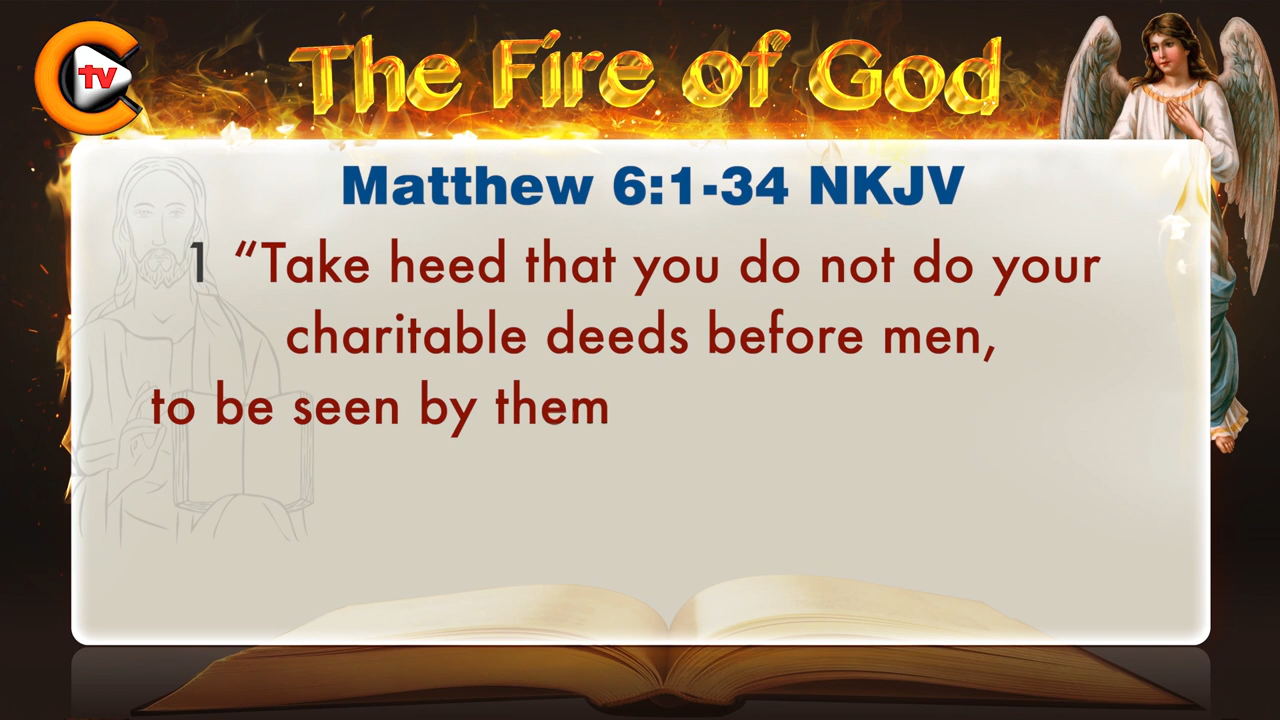 tv
The Fire of God
Matthew 6:1-34 NKJV
1 “Take heed that you do not do your
charitable deeds before men,
to be seen by them